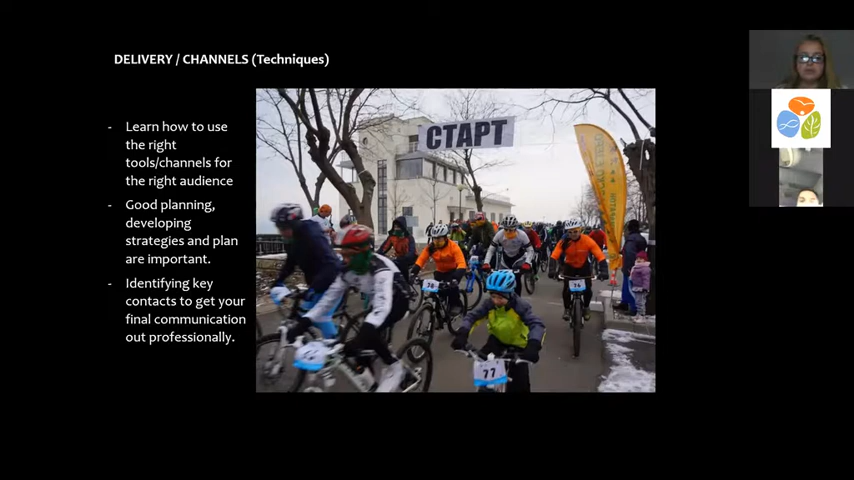 DELIVERY / CHANNELS (Techniques)
- Learn how to use
the right
tools/channels for
the right audience
- Good planning,
developing
strategies and plan
are important.
- Identifying key
contacts to get your
final communication
out professionally.
СТАРТ
77